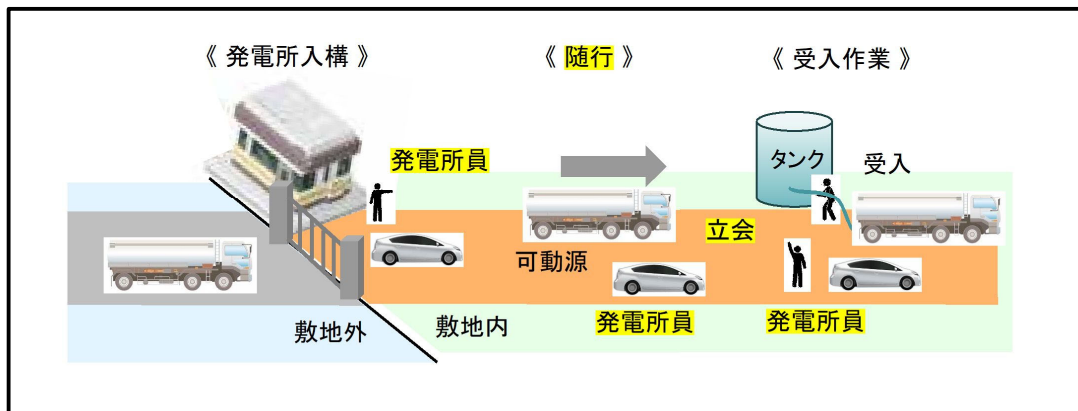 《 発電所入構 》
《 随行 》
《 受入作業 》
発電所員
タンク
受入
立会
可動源
発電所員
発電所員
敷地外
敷地内